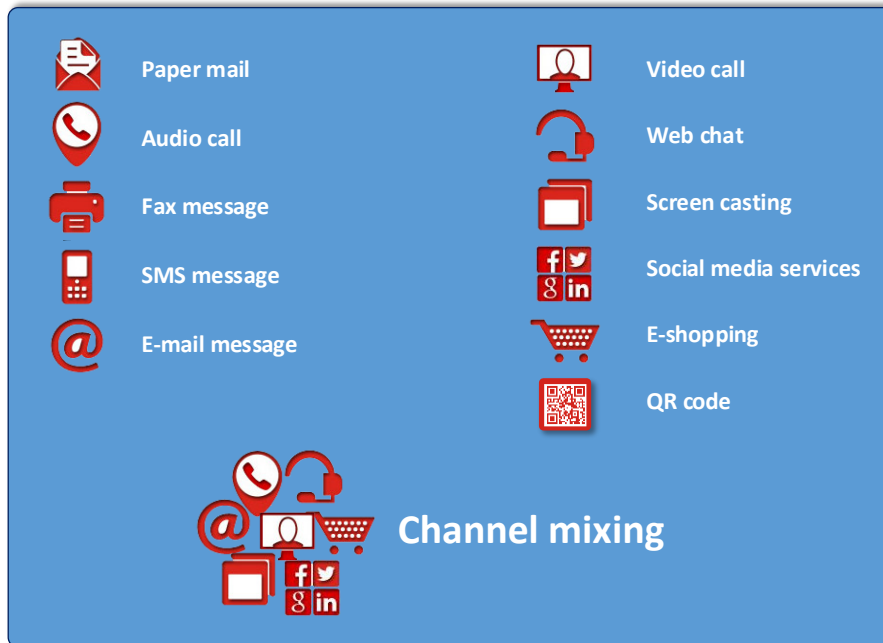 Paper mail
Audio call
Fax message
SMS message
E-mail message
Video call
Web chat
Screen casting
Social media services
E-shopping
QR code
Channel mixing